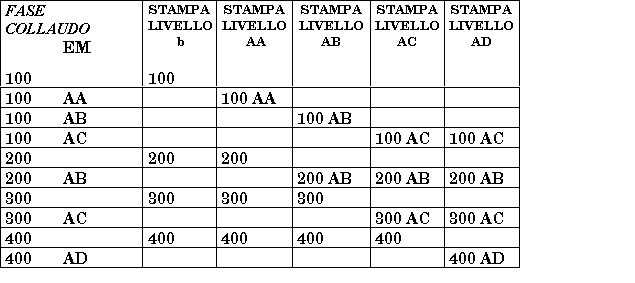 FASE STAMPA STAMPA STAMPA STAMPA STAMPA
COLLAUDO LIVELLO LIVELLO LIVELLO LIVELLO LIVELLO
EM b AA AB AC AD
100 100
100 AA 100 AA
100 AB 100 AB
100 AC 100 AC 100 AC
200 200 200
200 AB 200 AB 200 AB 200 AB
300 300 300 300
300 AC 300 AC 300 AC
400 400 400 400 400
400 AD 400 AD